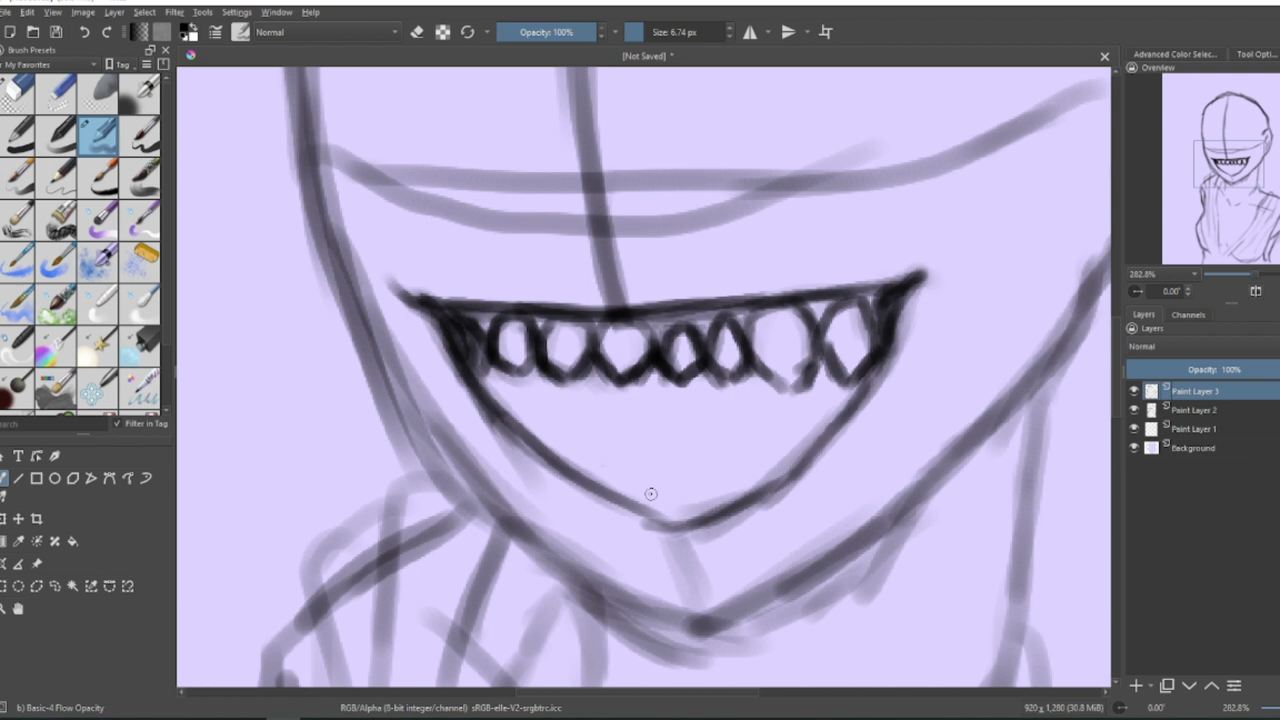 File Edit View Image Layer Select Filter Tools Settings Window Help
Normal Opacity: 100% Size: 6.74 px
Brush Presets
[Not Saved] *
Advanced Color Selec... Tool Opti...
My Favorites Tag
Overview
282.8%
0.00°
Layers Channels
Layers
Normal
Opacity: 100%
Paint Layer 3
Paint Layer 2
Paint Layer 1
Background
Filter in Tag
b) Basic-4 Flow Opacity RGB/Alpha (8-bit integer/channel) sRGB-elle-V2-srgbtrc.icc 920 x 1,280 (30.8 MiB) 0.00° 282.8%